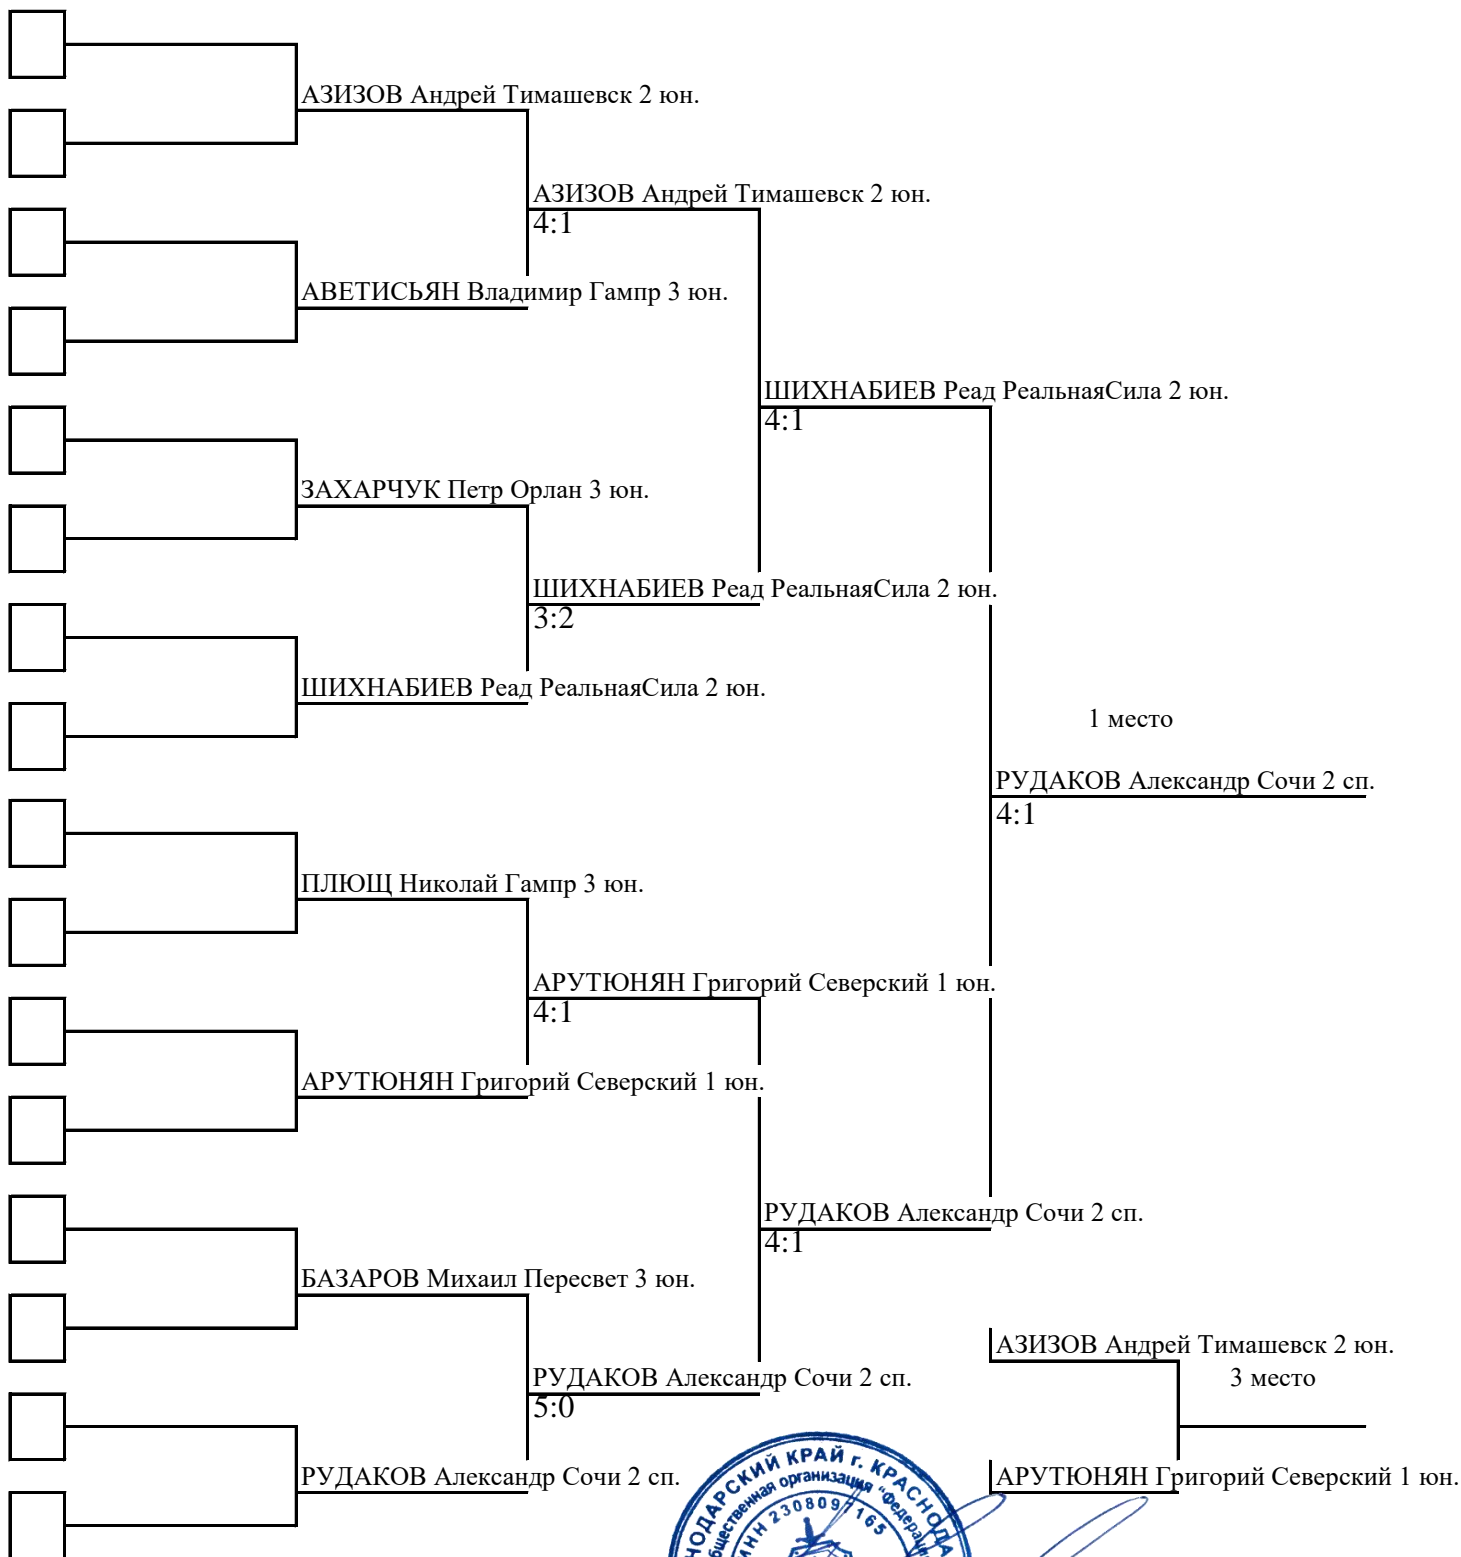 АЗИЗОВ Андрей Тимашевск 2 юн.
АЗИЗОВ Андрей Тимашевск 2 юн.
4:1
АВЕТИСЬЯН Владимир Гампр 3 юн.
ШИХНАБИЕВ Реад РеальнаяСила 2 юн.
4:1
ЗАХАРЧУК Петр Орлан 3 юн.
ШИХНАБИЕВ Реад РеальнаяСила 2 юн.
3:2
ШИХНАБИЕВ Реад РеальнаяСила 2 юн.
1 место
РУДАКОВ Александр Сочи 2 сп.
4:1
ПЛЮЩ Николай Гампр 3 юн.
АРУТЮНЯН Григорий Северский 1 юн.
4:1
АРУТЮНЯН Григорий Северский 1 юн.
РУДАКОВ Александр Сочи 2 сп.
4:1
БАЗАРОВ Михаил Пересвет 3 юн.
АЗИЗОВ Андрей Тимашевск 2 юн.
3 место
РУДАКОВ Александр Сочи 2 сп.
5:0
РУДАКОВ Александр Сочи 2 сп.
АРУТЮНЯН Григорий Северский 1 юн.
КРАЙ г.
организация
ИНН 2308097165